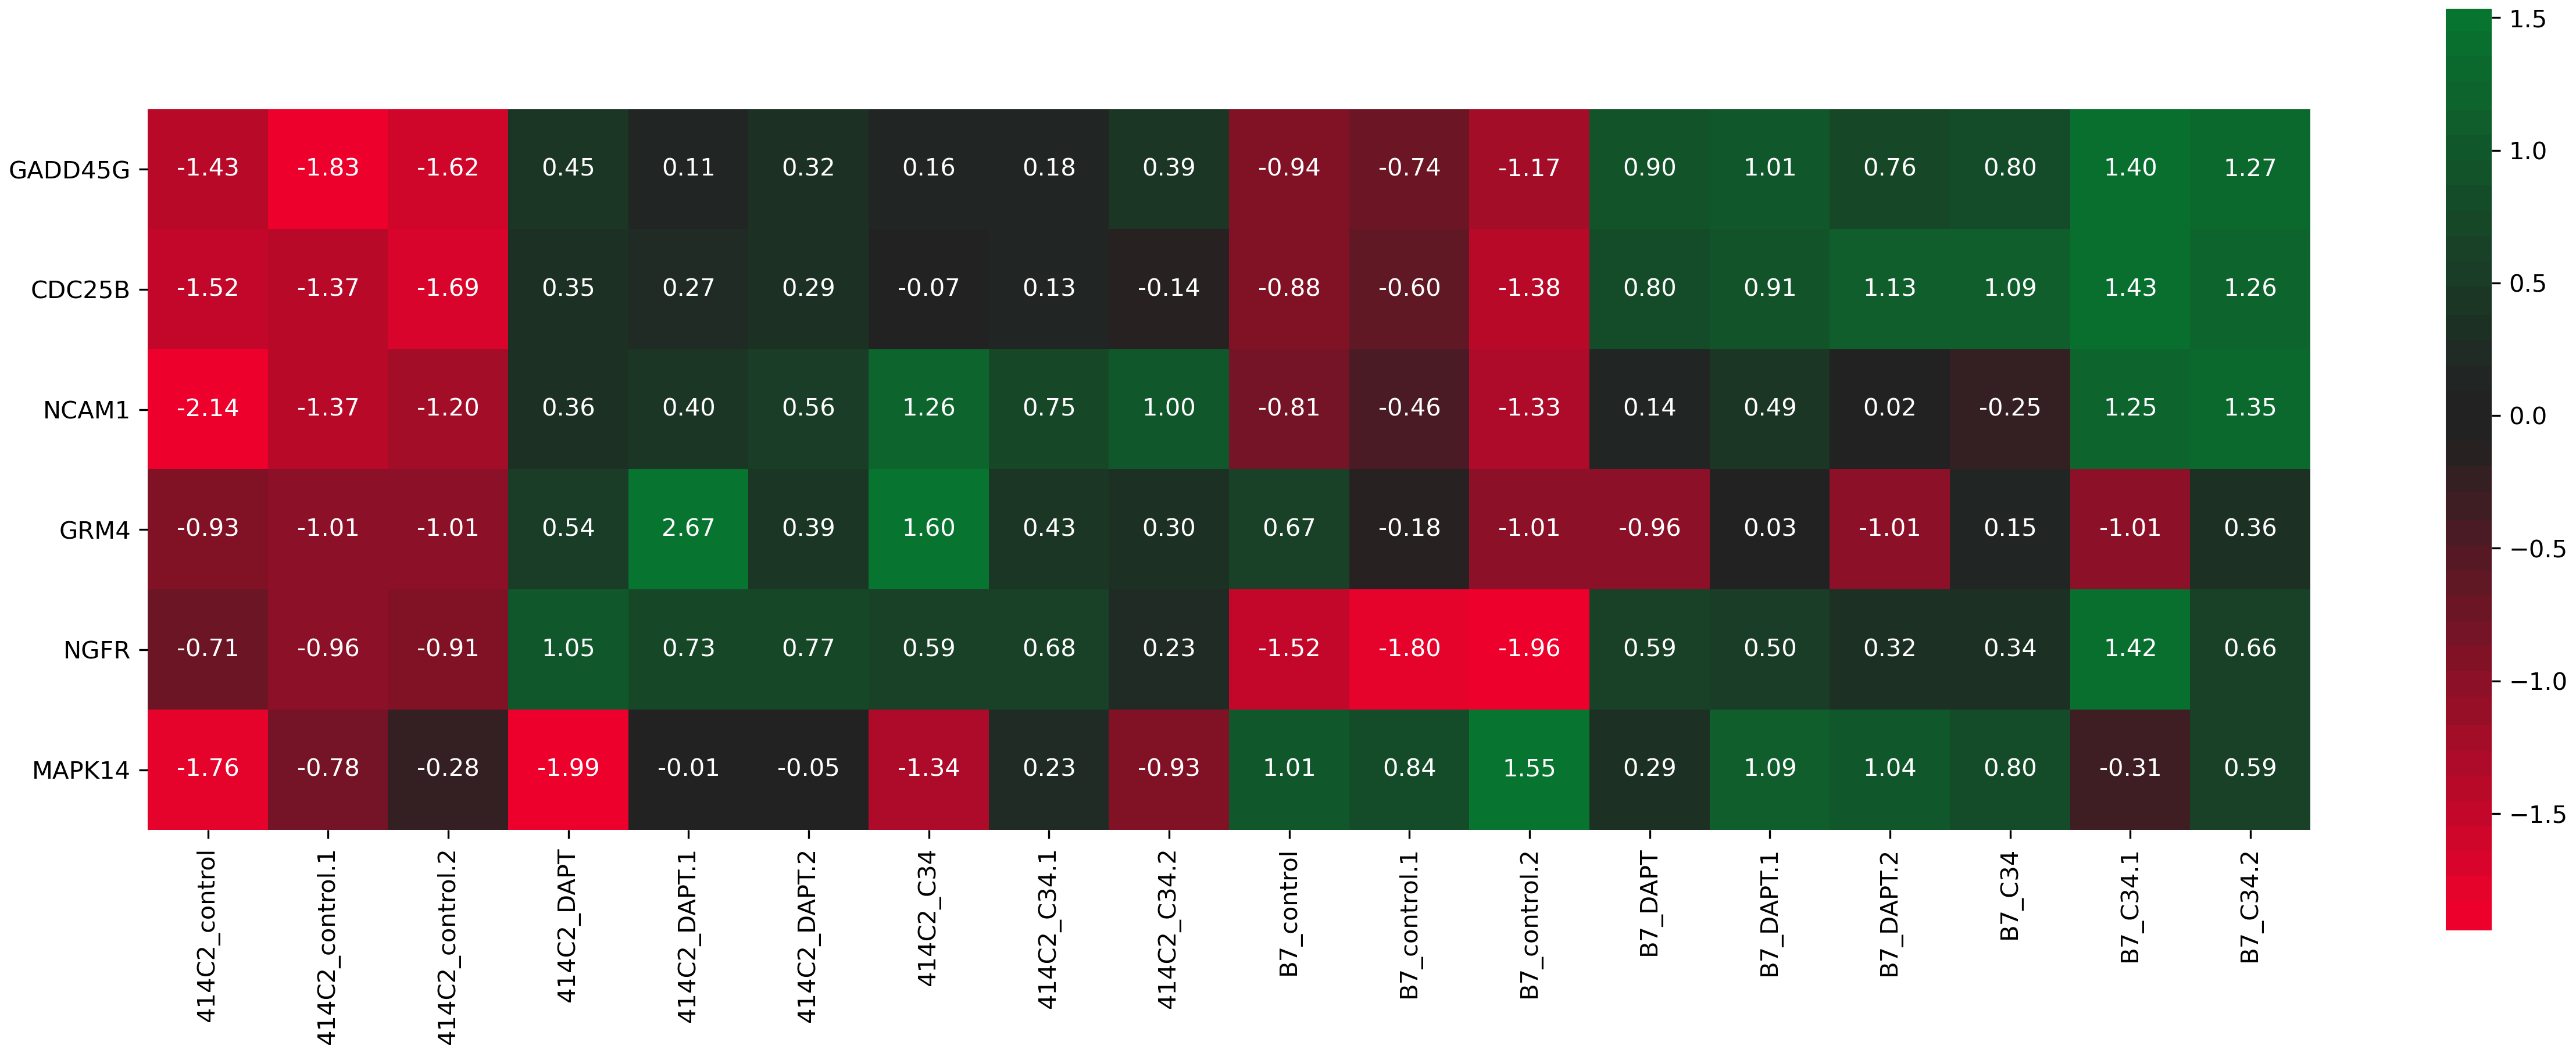 GADD45G -1.43 -1.83 -1.62 0.45 0.11 0.32 0.16 0.18 0.39 -0.94 -0.74 -1.17 0.90 1.01 0.76 0.80 1.40 1.27
CDC25B -1.52 -1.37 -1.69 0.35 0.27 0.29 -0.07 0.13 -0.14 -0.88 -0.60 -1.38 0.80 0.91 1.13 1.09 1.43 1.26
NCAM1 -2.14 -1.37 -1.20 0.36 0.40 0.56 1.26 0.75 1.00 -0.81 -0.46 -1.33 0.14 0.49 0.02 -0.25 1.25 1.35
GRM4 -0.93 -1.01 -1.01 0.54 2.67 0.39 1.60 0.43 0.30 0.67 -0.18 -1.01 -0.96 0.03 -1.01 0.15 -1.01 0.36
NGFR -0.71 -0.96 -0.91 1.05 0.73 0.77 0.59 0.68 0.23 -1.52 -1.80 -1.96 0.59 0.50 0.32 0.34 1.42 0.66
MAPK14 -1.76 -0.78 -0.28 -1.99 -0.01 -0.05 -1.34 0.23 -0.93 1.01 0.84 1.55 0.29 1.09 1.04 0.80 -0.31 0.59
414C2_control
414C2_control.1
414C2_control.2
414C2_DAPT
414C2_DAPT.1
414C2_DAPT.2
414C2_C34
414C2_C34.1
414C2_C34.2
B7_control
B7_control.1
B7_control.2
B7_DAPT
B7_DAPT.1
B7_DAPT.2
B7_C34
B7_C34.1
B7_C34.2
1.5
1.0
0.5
0.0
−0.5
−1.0
−1.5